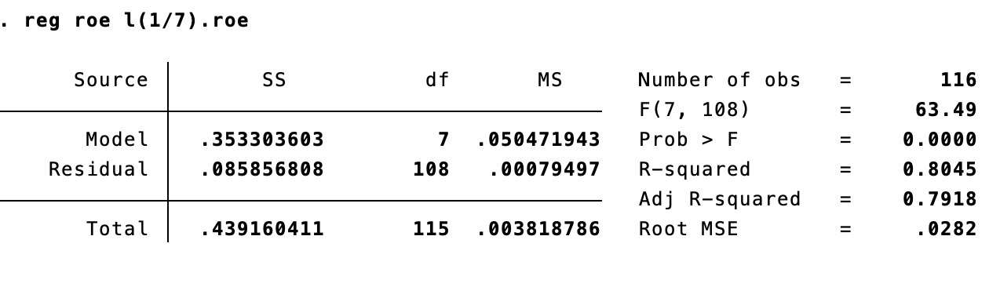 . reg roe l(1/7).roe
Source | SS df MS Number of obs = 116
F(7, 108) = 63.49
Model | .353303603 7 .050471943 Prob > F = 0.0000
Residual | .085856808 108 .00079497 R-squared = 0.8045
Adj R-squared = 0.7918
Total | .439160411 115 .003818786 Root MSE = .0282